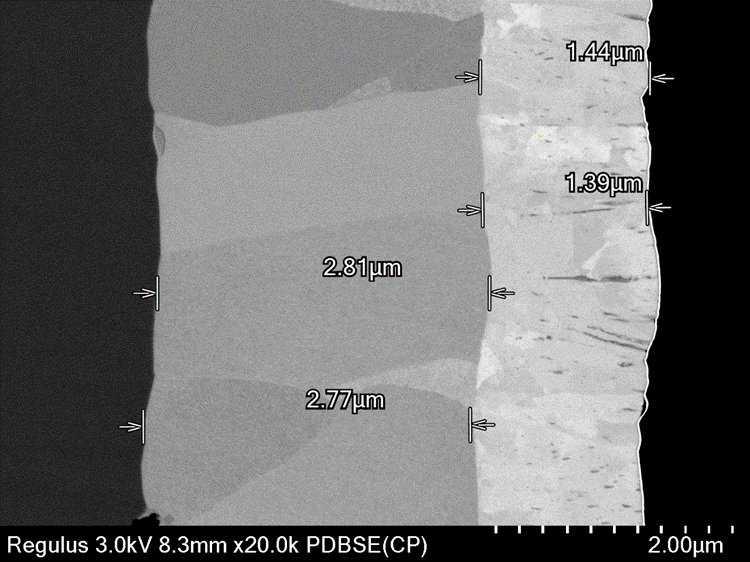 1.44µm
1.39µm
2.81µm
2.77µm
Regulus 3.0kV 8.3mm x20.0k PDBSE(CP) 2.00µm